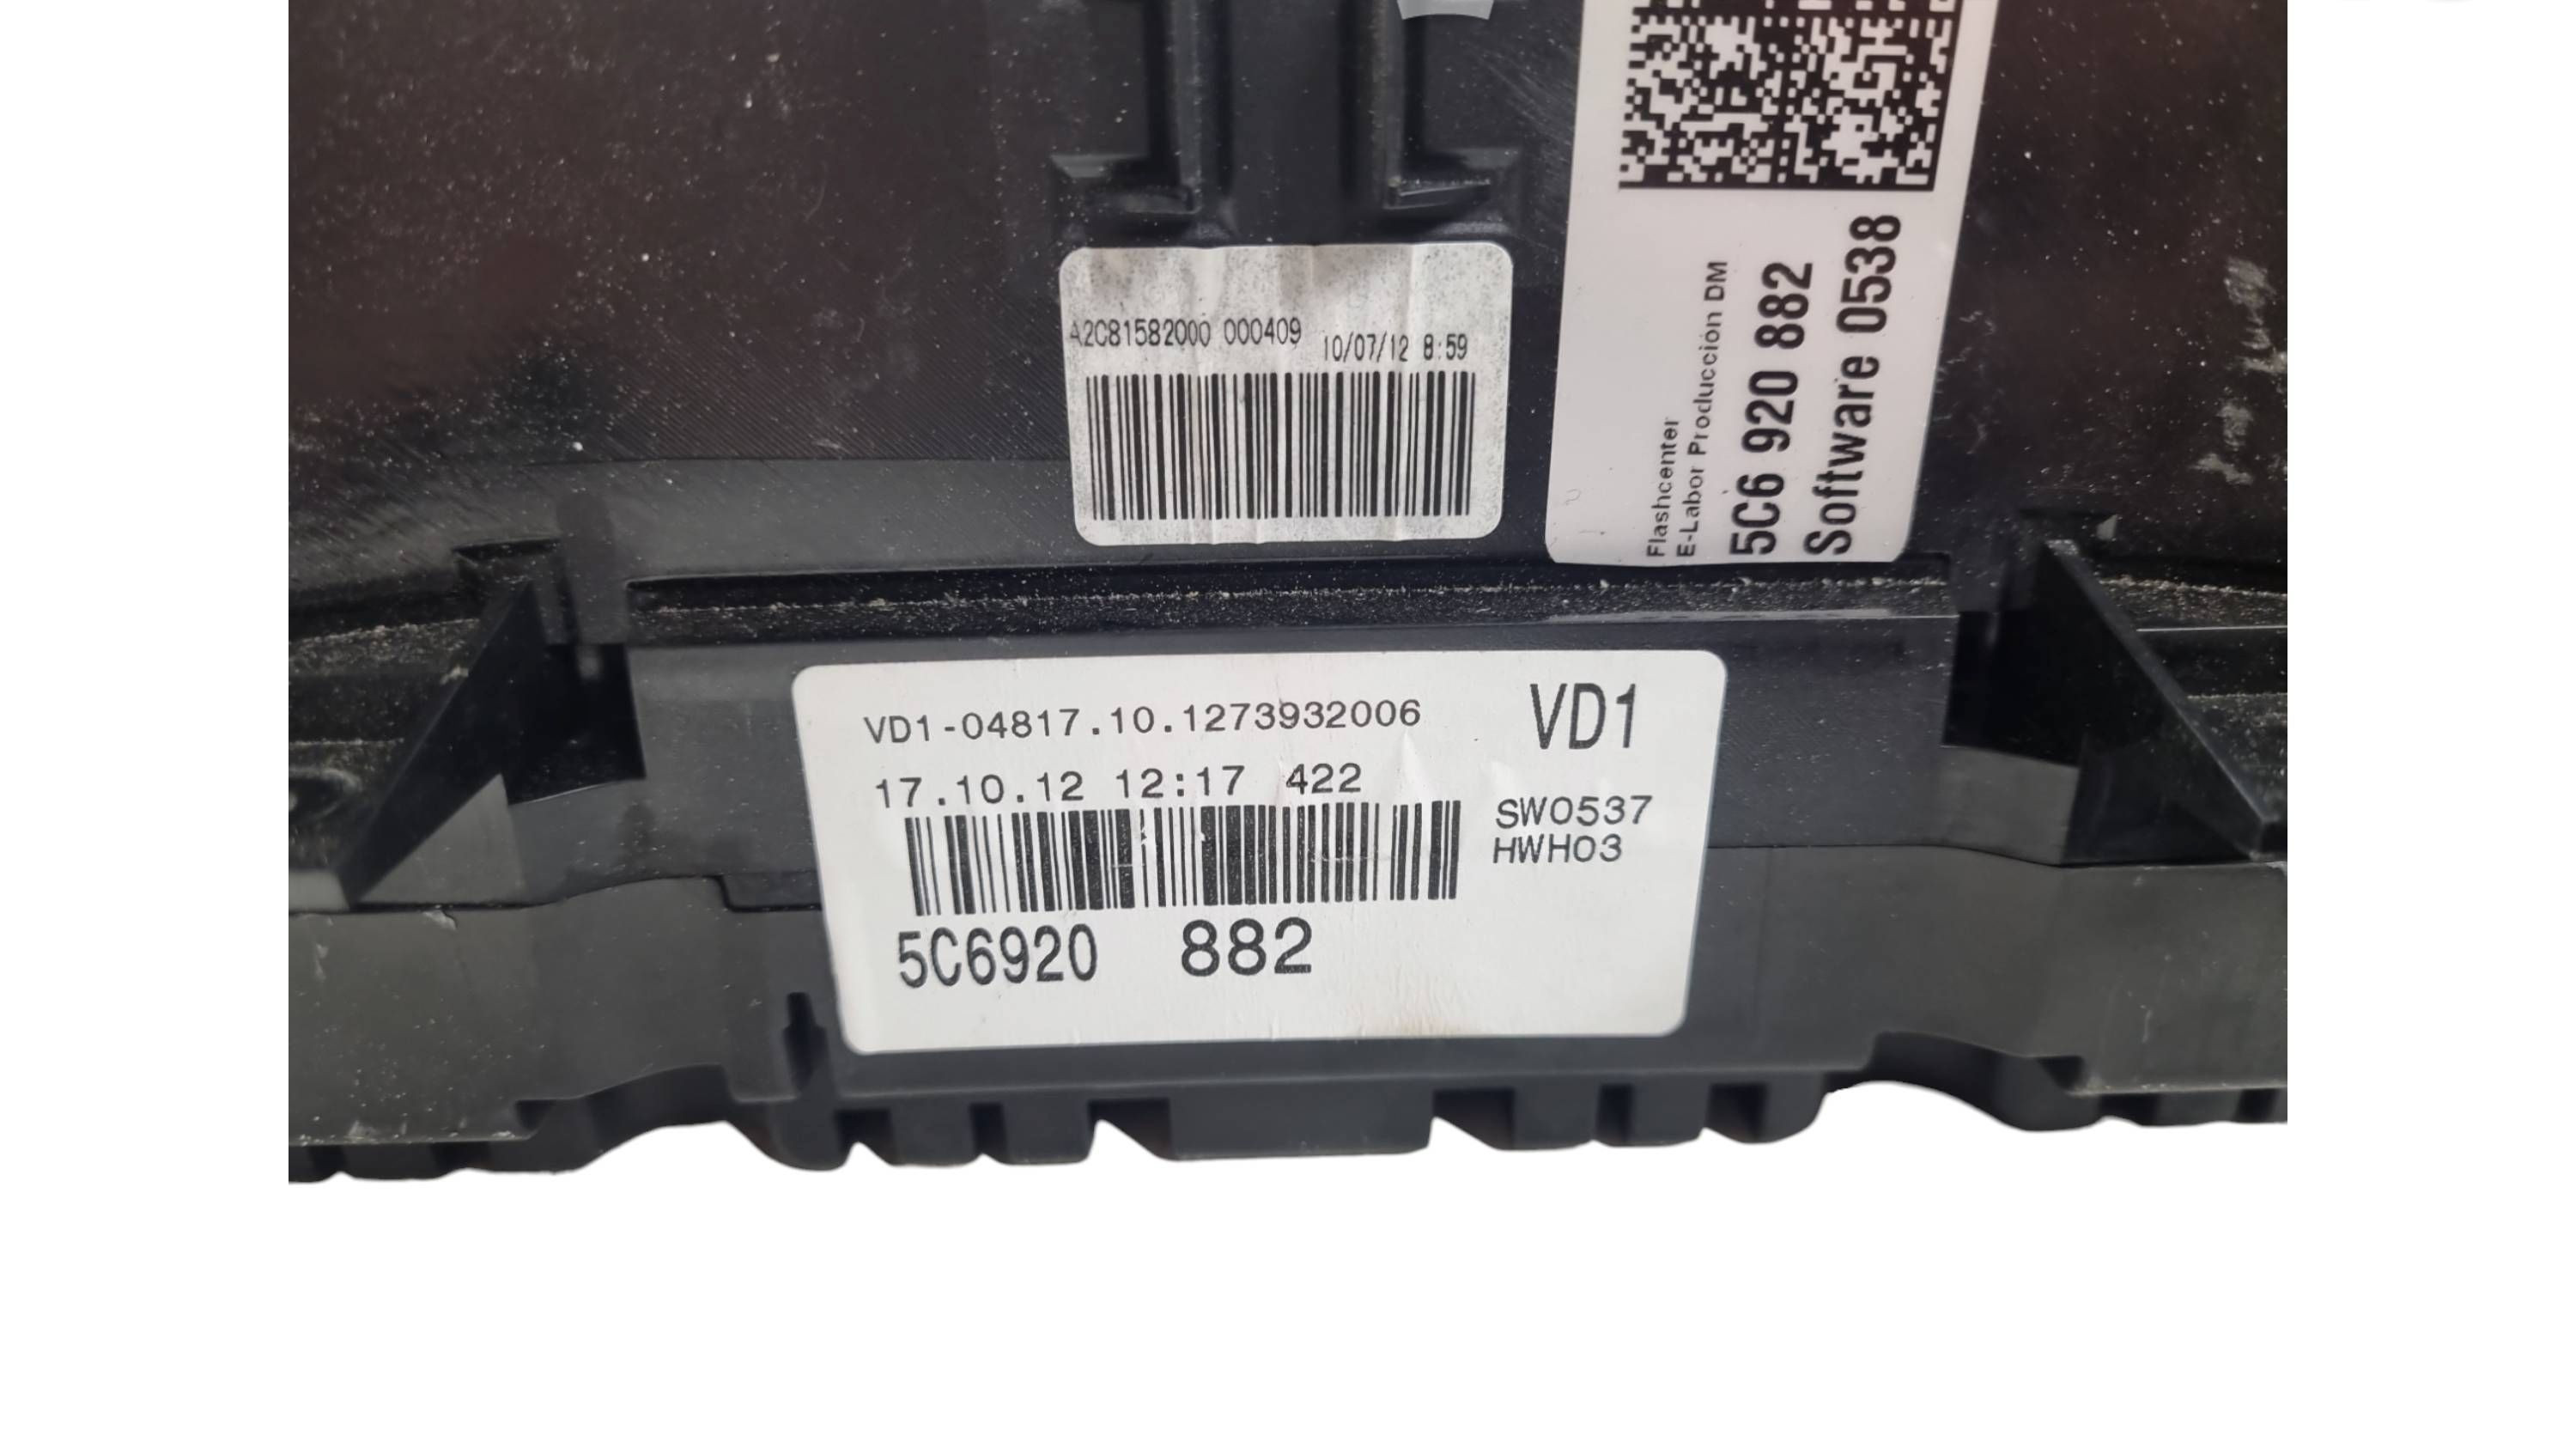 A2C81582000 000409 10/07/12 8:59
Flashcenter
E-Labor Producción DM
5C6 920 882
Software 0538
VD1-04817.10.1273932006 VD1
17.10.12 12:17 422
SW0537
HWH03
5C6920 882